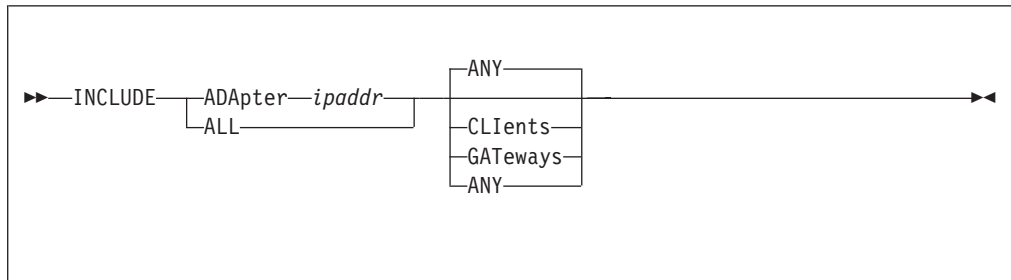 ANY
INCLUDE ADApter ipaddr
ALL
CLIents
GATeways
ANY